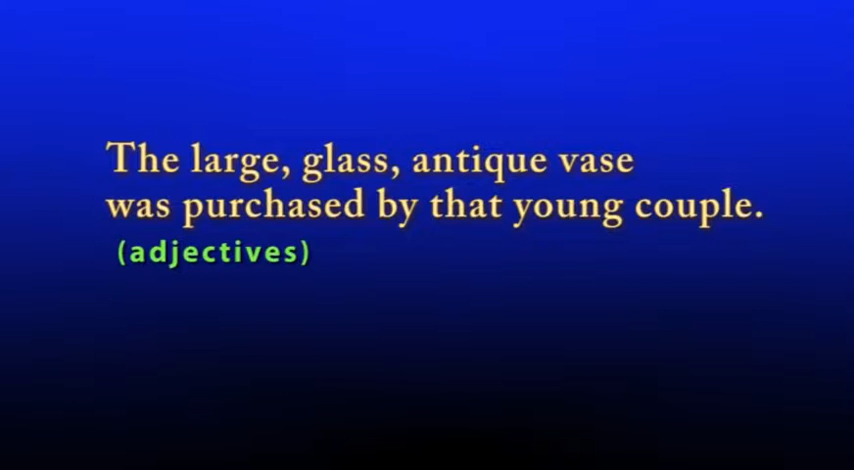 The large, glass, antique vase
was purchased by that young couple.
(adjectives)